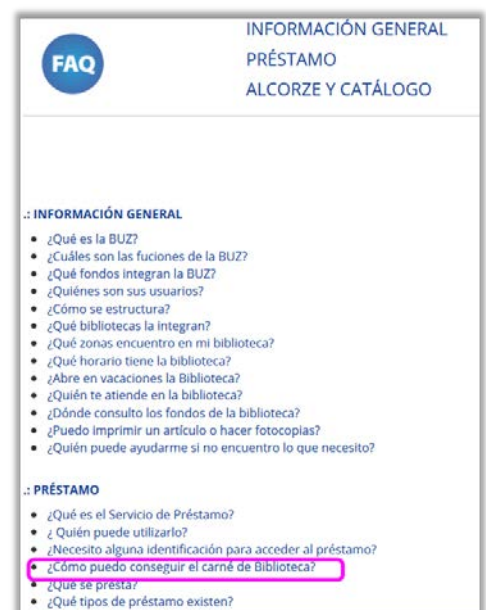 FAQ
INFORMACIÓN GENERAL
PRÉSTAMO
ALCORZE Y CATÁLOGO
.: INFORMACIÓN GENERAL
• ¿Qué es la BUZ?
• ¿Cuáles son las fuciones de la BUZ?
• ¿Qué fondos integran la BUZ?
• ¿Quiénes son sus usuarios?
• ¿Cómo se estructura?
• ¿Qué bibliotecas la integran?
• ¿Qué zonas encuentro en mi biblioteca?
• ¿Qué horario tiene la biblioteca?
• ¿Abre en vacaciones la Biblioteca?
• ¿Quién te atiende en la biblioteca?
• ¿Dónde consulto los fondos de la biblioteca?
• ¿Puedo imprimir un artículo o hacer fotocopias?
• ¿Quién puede ayudarme si no encuentro lo que necesito?
.: PRÉSTAMO
• ¿Qué es el Servicio de Préstamo?
• ¿ Quién puede utilizarlo?
• ¿Necesito alguna identificación para acceder al préstamo?
• ¿Cómo puedo conseguir el carné de Biblioteca?
• ¿Qué se presta?
• ¿Qué tipos de préstamo existen?